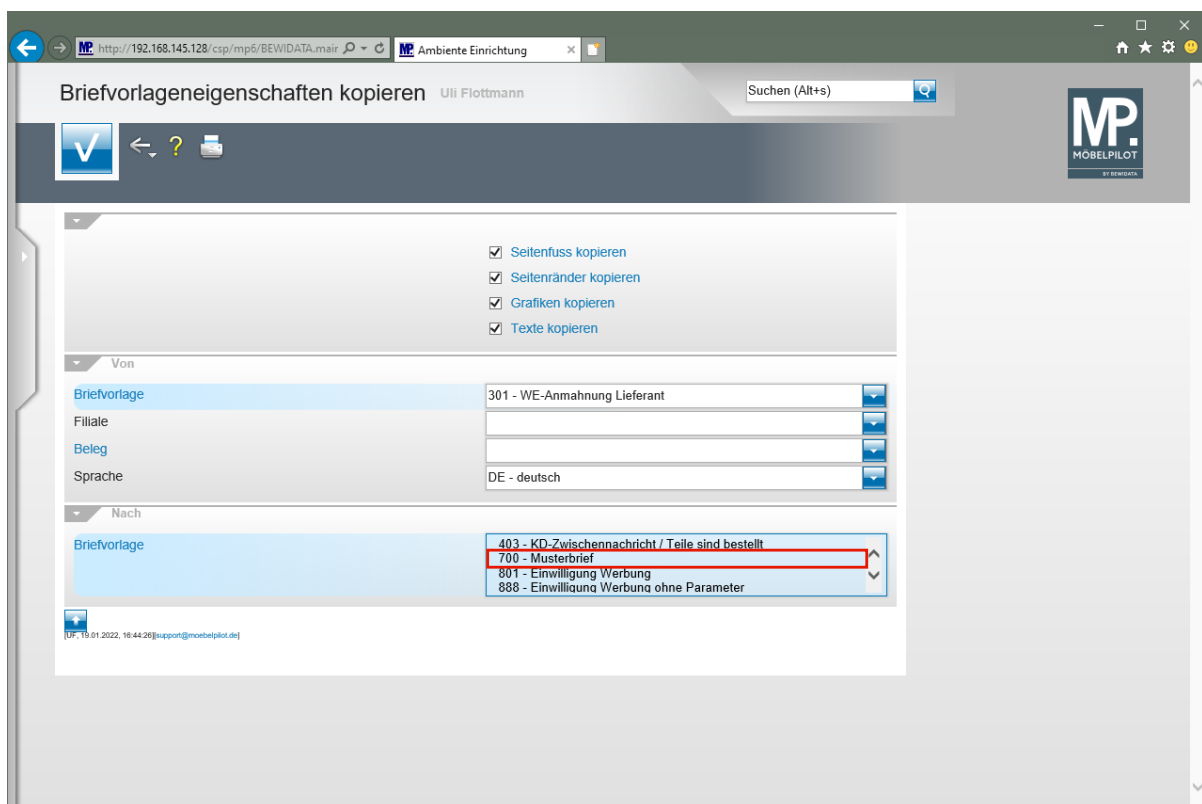 http://192.168.145.128/csp/mp6/BEWIDATA.mair
MP. Ambiente Einrichtung
Briefvorlageneigenschaften kopieren Uli Flottmann
Suchen (Alt+s)
MP.
MÖBELPILOT
BY BEWIDATA
Seitenfuss kopieren
Seitenränder kopieren
Grafiken kopieren
Texte kopieren
Von
Briefvorlage 301 - WE-Anmahnung Lieferant
Filiale
Beleg
Sprache DE - deutsch
Nach
Briefvorlage 403 - KD-Zwischennachricht / Teile sind bestellt
700 - Musterbrief
801 - Einwilligung Werbung
888 - Einwilligung Werbung ohne Parameter
[UF, 19.01.2022, 16:44:26][support@moebelpilot.de]